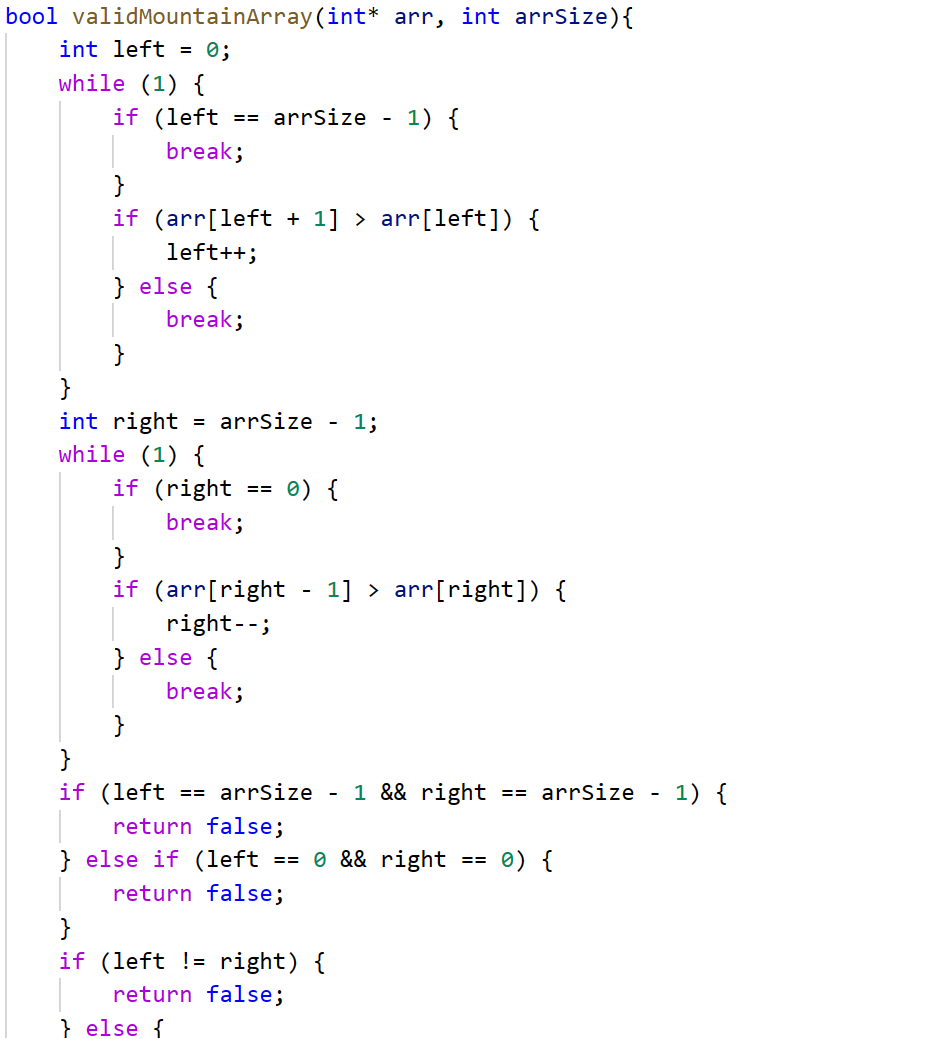 bool validMountainArray(int* arr, int arrSize){
    int left = 0;
    while (1) {
        if (left == arrSize - 1) {
            break;
        }
        if (arr[left + 1] > arr[left]) {
            left++;
        } else {
            break;
        }
    }
    int right = arrSize - 1;
    while (1) {
        if (right == 0) {
            break;
        }
        if (arr[right - 1] > arr[right]) {
            right--;
        } else {
            break;
        }
    }
    if (left == arrSize - 1 && right == arrSize - 1) {
        return false;
    } else if (left == 0 && right == 0) {
        return false;
    }
    if (left != right) {
        return false;
    } else {